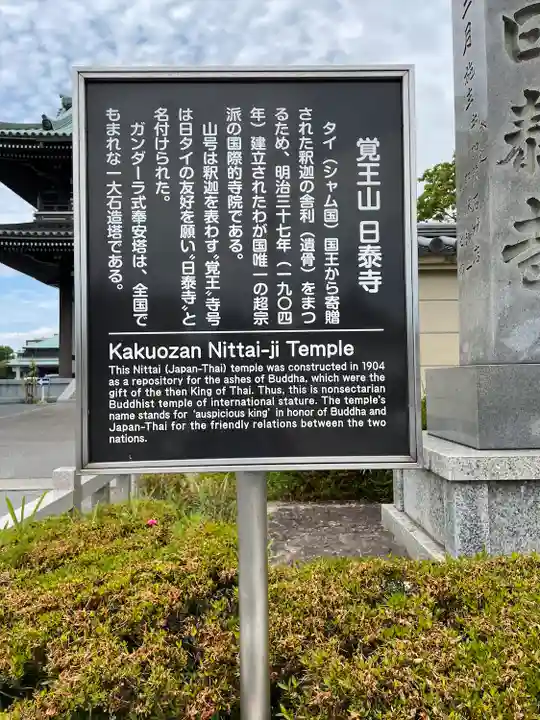 覚王山 日泰寺
タイ（シャム国）国王から寄贈
された釈迦の舎利（遺骨）をまつ
るため、明治三十七年（一九〇四
年）建立されたわが国唯一の超宗
派の国際的寺院である。
山号は釈迦を表わす〝覚王〟寺号
は日タイの友好を願い〝日泰寺〟と
名付けられた。
ガンダーラ式奉安塔は、全国で
もまれな一大石造塔である。
Kakuozan Nittai-ji Temple
This Nittai (Japan-Thai) temple was constructed in 1904
as a repository for the ashes of Buddha, which were the
gift of the then King of Thai. Thus, this is nonsectarian
Buddhist temple of international stature. The temple's
name stands for 'auspicious king' in honor of Buddha and
Japan-Thai for the friendly relations between the two
nations.
日泰寺